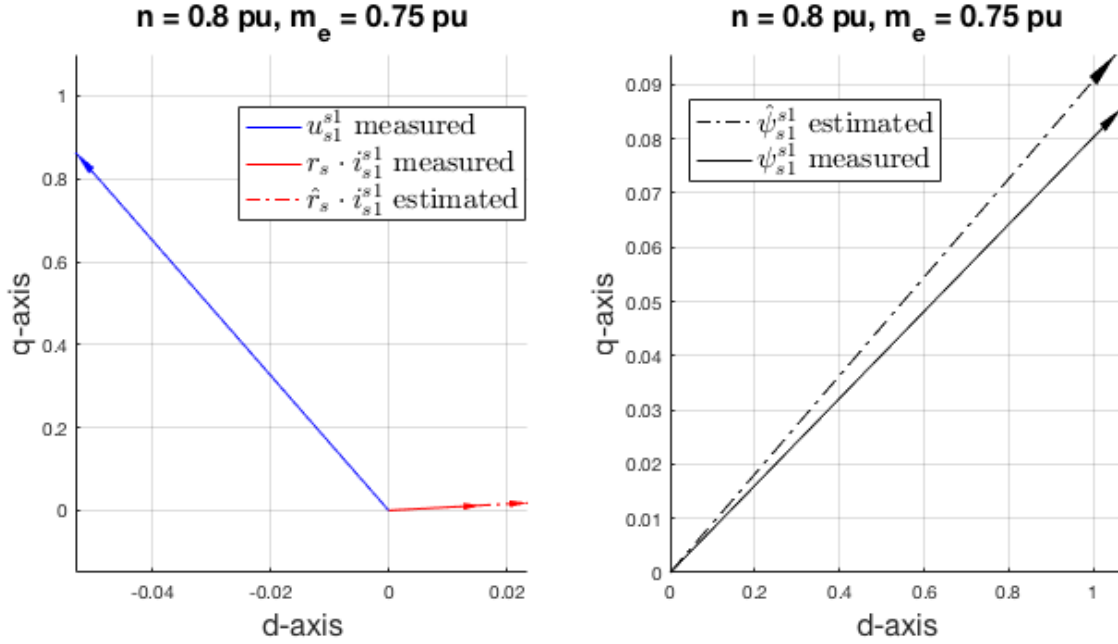 n = 0.8 pu, m_e = 0.75 pu
1
0.8
0.6
0.4
0.2
0
-0.04
-0.02
0
0.02
q-axis
d-axis
u_{s1}^{s1} measured
r_s · i_{s1}^{s1} measured
r̂_s · i_{s1}^{s1} estimated
n = 0.8 pu, m_e = 0.75 pu
0.09
0.08
0.07
0.06
0.05
0.04
0.03
0.02
0.01
0
0
0.2
0.4
0.6
0.8
1
q-axis
d-axis
ψ̂_{s1}^{s1} estimated
ψ_{s1}^{s1} measured